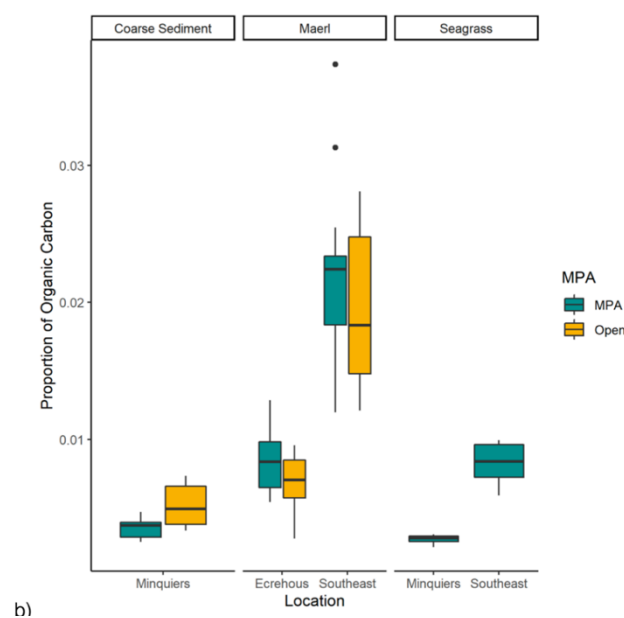 Coarse Sediment Maerl Seagrass
0.03
0.02
0.01
Proportion of Organic Carbon
MPA
MPA
Open
Minquiers Ecrehous Southeast Minquiers Southeast
Location
b)